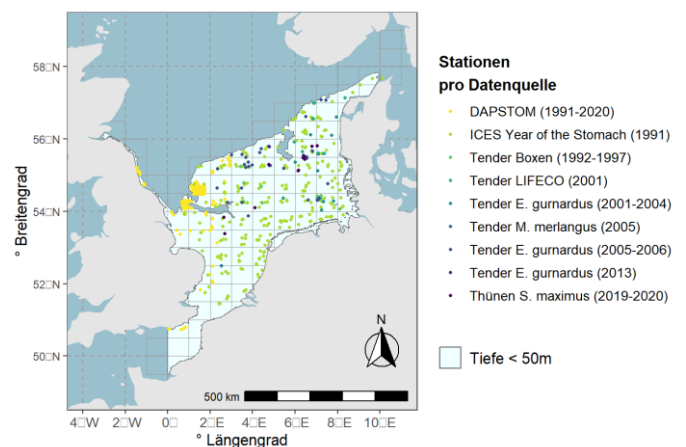 58□N
56□N
54□N
52□N
50□N
° Breitengrad
4□W
2□W
0□
2□E
4□E
6□E
8□E
10□E
° Längengrad
N
500 km
Stationen
pro Datenquelle
DAPSTOM (1991-2020)
ICES Year of the Stomach (1991)
Tender Boxen (1992-1997)
Tender LIFECO (2001)
Tender E. gurnardus (2001-2004)
Tender M. merlangus (2005)
Tender E. gurnardus (2005-2006)
Tender E. gurnardus (2013)
Thünen S. maximus (2019-2020)
Tiefe < 50m